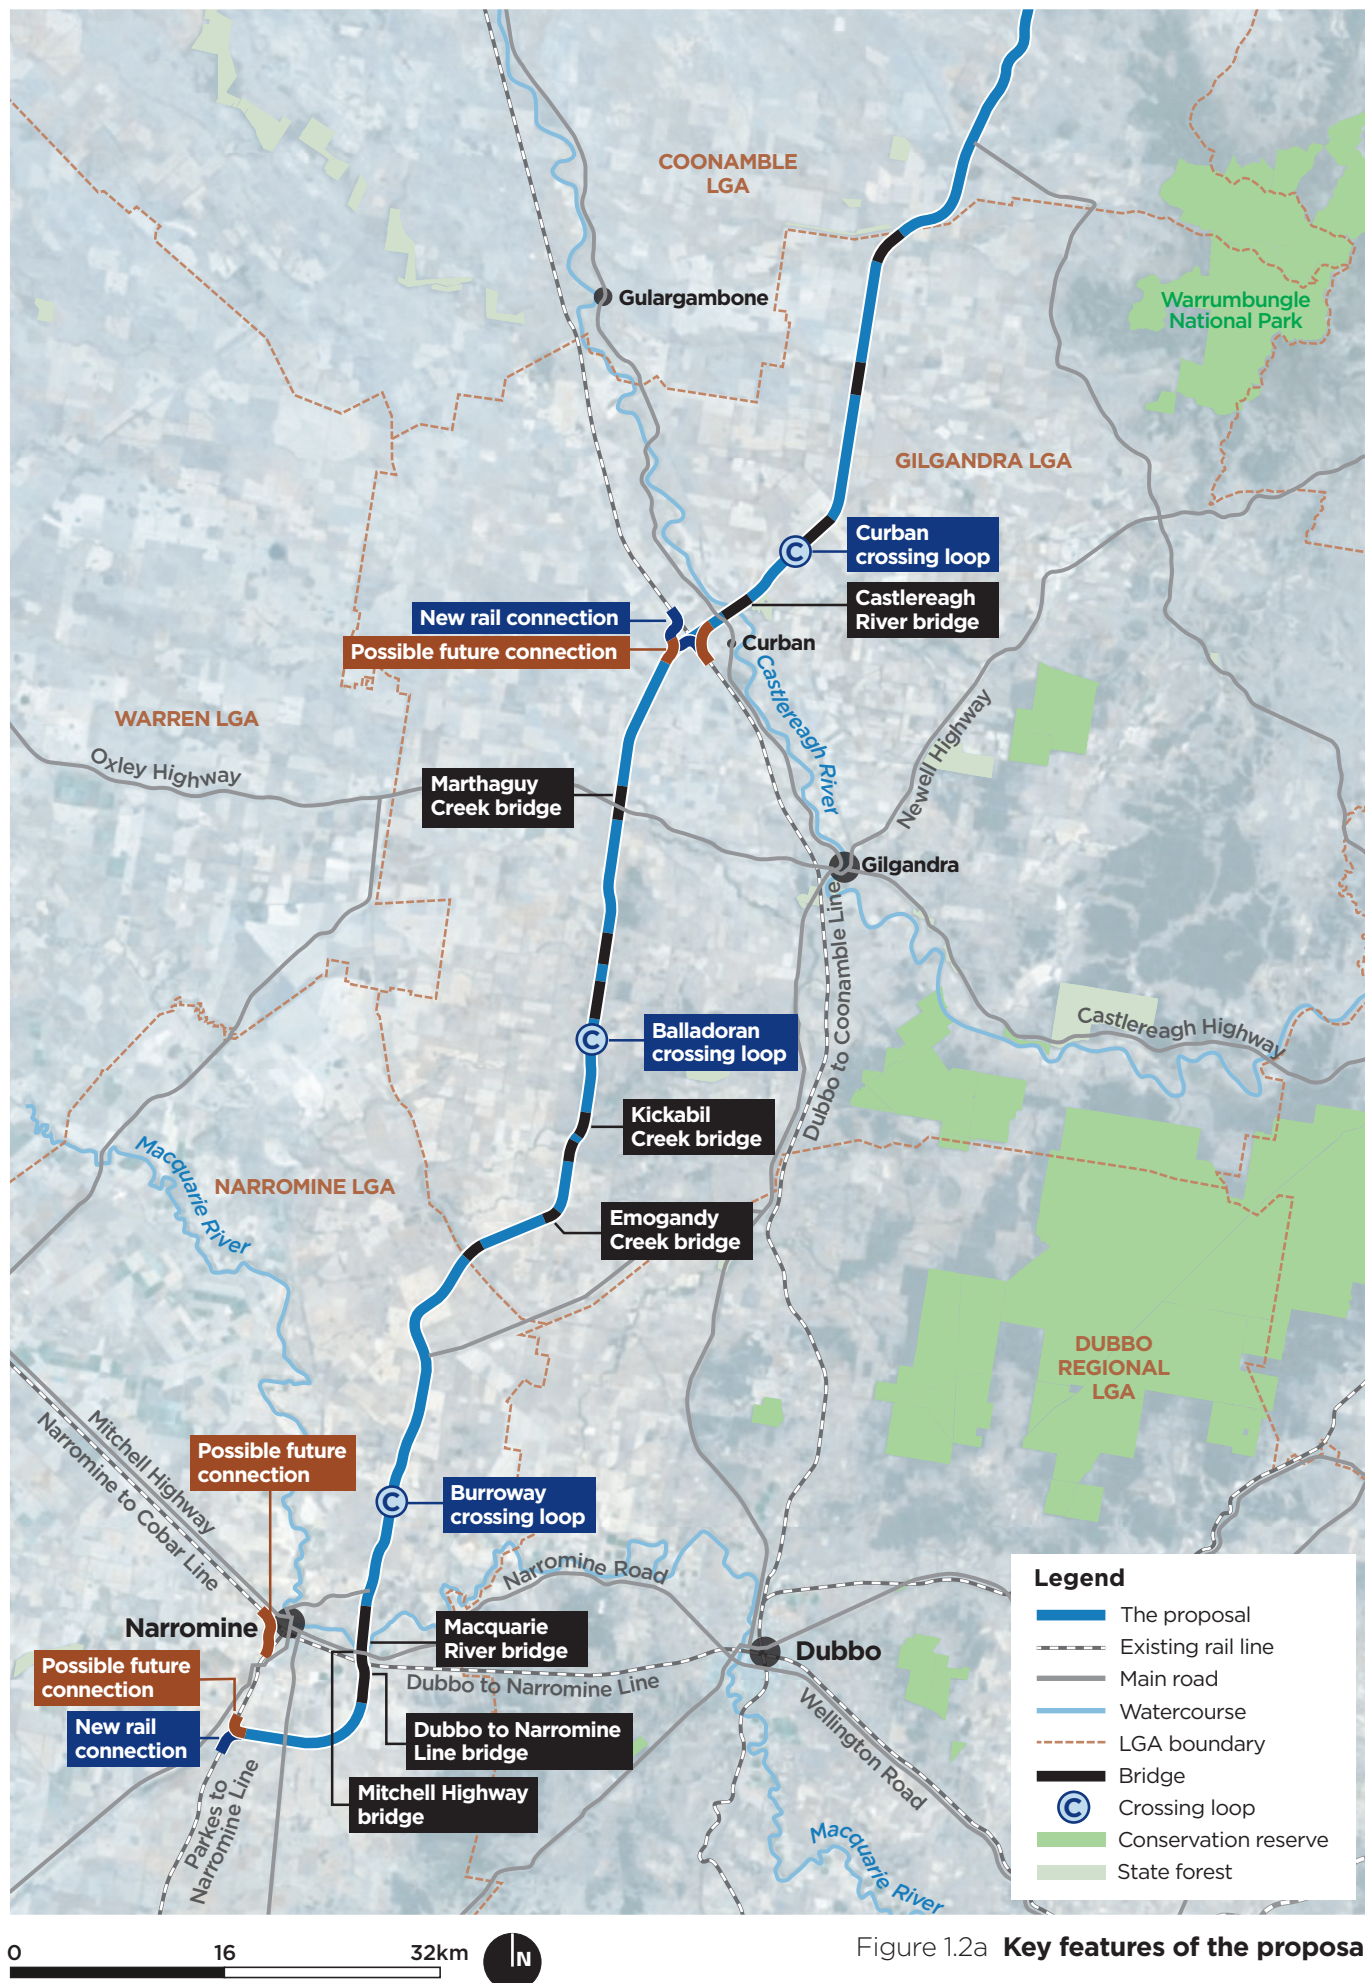 COONAMBLE
LGA
Gulargambone
Warrumbungle
National Park
GILGANDRA LGA
C
Curban
crossing loop
Castlereagh
River bridge
New rail connection
Possible future connection
Curban
Castlereagh River
WARREN LGA
Oxley Highway
Newell Highway
Marthaguy
Creek bridge
Gilgandra
Dubbo to Coonamble Line
Castlereagh Highway
C
Balladoran
crossing loop
Kickabil
Creek bridge
Macquarie River
NARROMINE LGA
Emogandy
Creek bridge
DUBBO
REGIONAL
LGA
Mitchell Highway
Narromine to Cobar Line
Possible future
connection
C
Burroway
crossing loop
Narromine Road
Narromine
Macquarie
River bridge
Dubbo
Possible future
connection
Dubbo to Narromine Line
New rail
connection
Dubbo to Narromine
Line bridge
Wellington Road
Mitchell Highway
bridge
Parkes to
Narromine Line
Macquarie River
Legend
The proposal
Existing rail line
Main road
Watercourse
LGA boundary
Bridge
C
Crossing loop
Conservation reserve
State forest
0 16 32km
N
Figure 1.2a Key features of the proposa